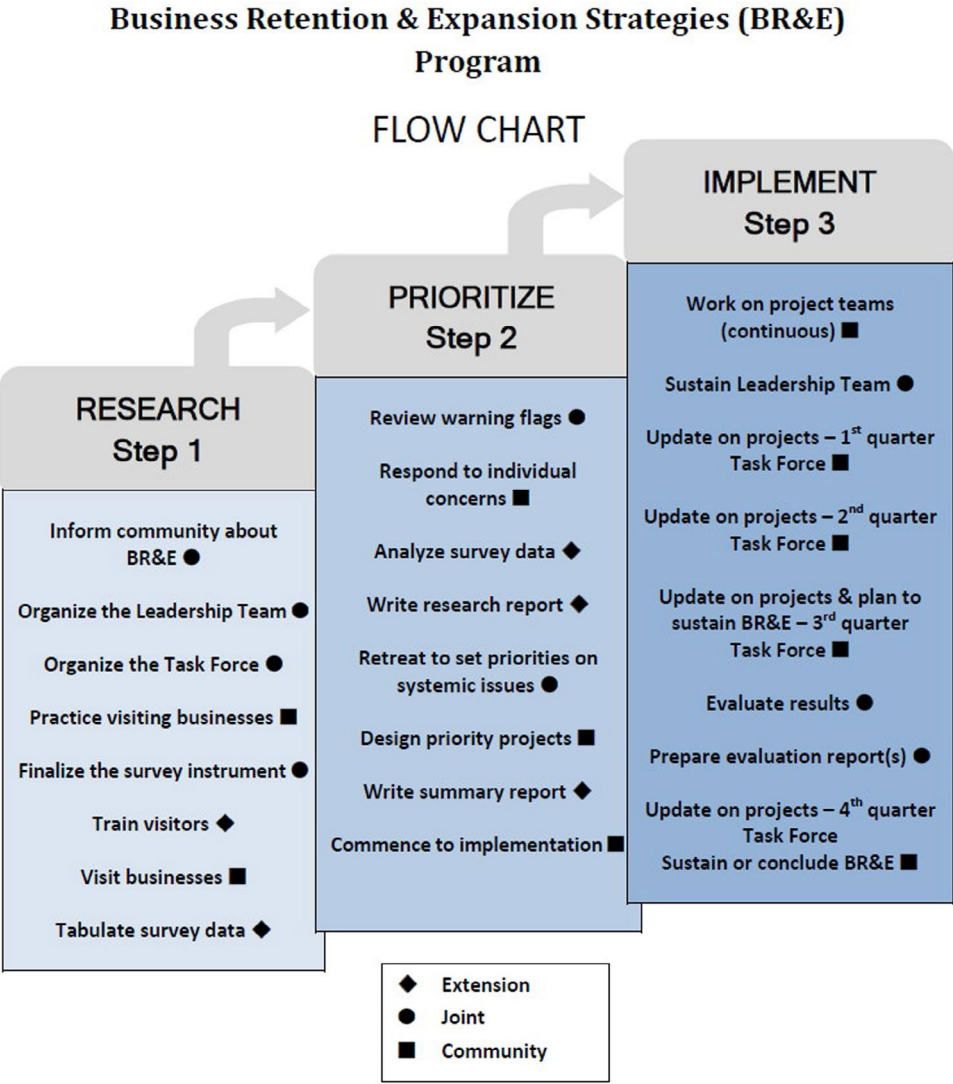 Business Retention & Expansion Strategies (BR&E)
Program
FLOW CHART
RESEARCH
Step 1
Inform community about
BR&E ●
Organize the Leadership Team ●
Organize the Task Force ●
Practice visiting businesses ■
Finalize the survey instrument ●
Train visitors ◆
Visit businesses ■
Tabulate survey data ◆
PRIORITIZE
Step 2
Review warning flags ●
Respond to individual
concerns ■
Analyze survey data ◆
Write research report ◆
Retreat to set priorities on
systemic issues ●
Design priority projects ■
Write summary report ◆
Commence to implementation ■
IMPLEMENT
Step 3
Work on project teams
(continuous) ■
Sustain Leadership Team ●
Update on projects – 1st quarter
Task Force ■
Update on projects – 2nd quarter
Task Force ■
Update on projects & plan to
sustain BR&E – 3rd quarter
Task Force ■
Evaluate results ●
Prepare evaluation report(s) ●
Update on projects – 4th quarter
Task Force
Sustain or conclude BR&E ■
◆ Extension
● Joint
■ Community